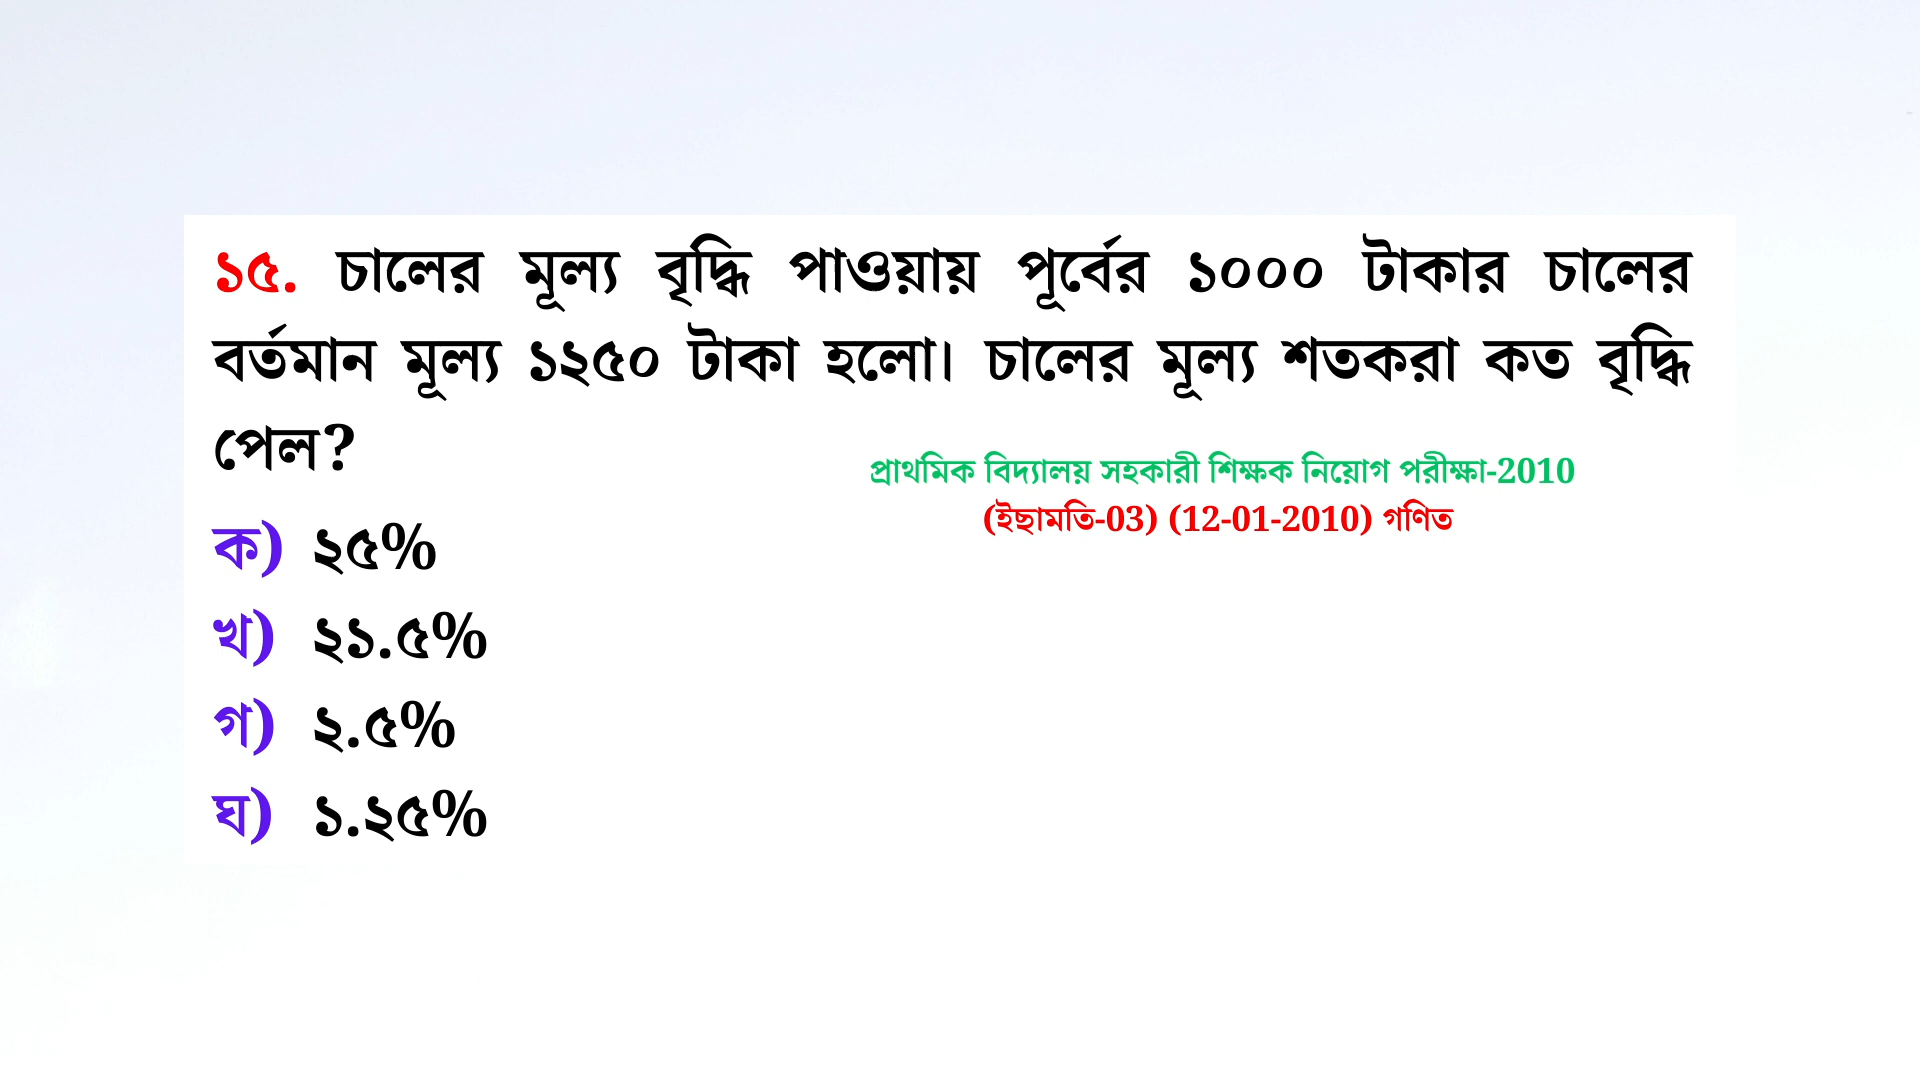 ১৫. চালের মূল্য বৃদ্ধি পাওয়ায় পূর্বের ১০০০ টাকার চালের
বর্তমান মূল্য ১২৫০ টাকা হলো। চালের মূল্য শতকরা কত বৃদ্ধি
পেল?
প্রাথমিক বিদ্যালয় সহকারী শিক্ষক নিয়োগ পরীক্ষা-2010
(ইছামতি-03) (12-01-2010) গণিত
ক) ২৫%
খ) ২১.৫%
গ) ২.৫%
ঘ) ১.২৫%